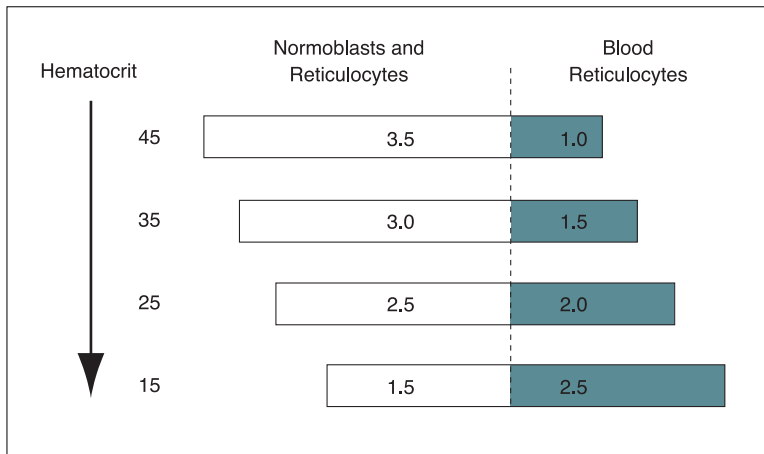 Hematocrit
Normoblasts and
Reticulocytes
Blood
Reticulocytes
45
3.5
1.0
35
3.0
1.5
25
2.5
2.0
15
1.5
2.5